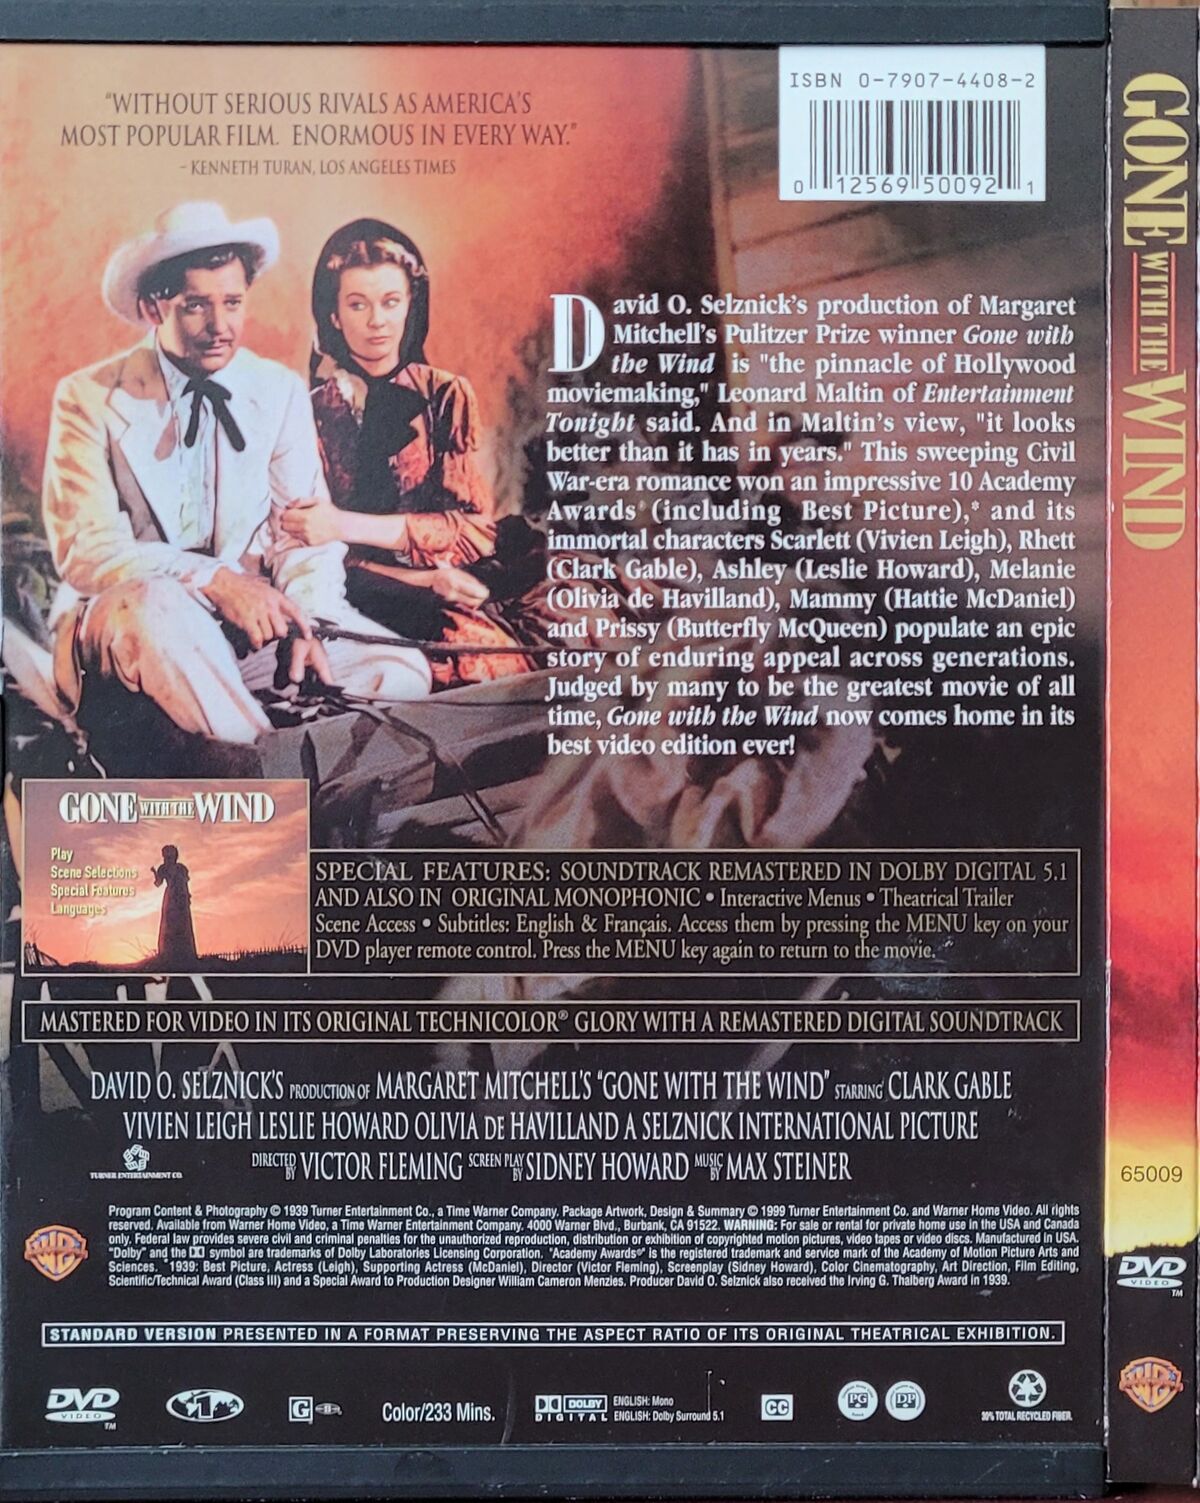 "WITHOUT SERIOUS RIVALS AS AMERICA'S
MOST POPULAR FILM. ENORMOUS IN EVERY WAY."
- KENNETH TURAN, LOS ANGELES TIMES
ISBN 0-7907-4408-2
0 12569 50092 1
David O. Selznick's production of Margaret
Mitchell's Pulitzer Prize winner Gone with
the Wind is "the pinnacle of Hollywood
moviemaking," Leonard Maltin of Entertainment
Tonight said. And in Maltin's view, "it looks
better than it has in years." This sweeping Civil
War-era romance won an impressive 10 Academy
Awards® (including Best Picture),* and its
immortal characters Scarlett (Vivien Leigh), Rhett
(Clark Gable), Ashley (Leslie Howard), Melanie
(Olivia de Havilland), Mammy (Hattie McDaniel)
and Prissy (Butterfly McQueen) populate an epic
story of enduring appeal across generations.
Judged by many to be the greatest movie of all
time, Gone with the Wind now comes home in its
best video edition ever!
GONE WITH THE WIND
Play
Scene Selections
Special Features
Languages
SPECIAL FEATURES: SOUNDTRACK REMASTERED IN DOLBY DIGITAL 5.1
AND ALSO IN ORIGINAL MONOPHONIC • Interactive Menus • Theatrical Trailer
Scene Access • Subtitles: English & Français. Access them by pressing the MENU key on your
DVD player remote control. Press the MENU key again to return to the movie.
MASTERED FOR VIDEO IN ITS ORIGINAL TECHNICOLOR® GLORY WITH A REMASTERED DIGITAL SOUNDTRACK
DAVID O. SELZNICK'S PRODUCTION OF MARGARET MITCHELL'S "GONE WITH THE WIND" STARRING CLARK GABLE
VIVIEN LEIGH LESLIE HOWARD OLIVIA DE HAVILLAND A SELZNICK INTERNATIONAL PICTURE
DIRECTED BY VICTOR FLEMING SCREEN PLAY BY SIDNEY HOWARD MUSIC BY MAX STEINER
TURNER ENTERTAINMENT CO.
Program Content & Photography © 1939 Turner Entertainment Co., a Time Warner Company. Package Artwork, Design & Summary © 1999 Turner Entertainment Co. and Warner Home Video. All rights
reserved. Available from Warner Home Video, a Time Warner Entertainment Company. 4000 Warner Blvd., Burbank, CA 91522. WARNING: For sale or rental for private home use in the USA and Canada
only. Federal law provides severe civil and criminal penalties for the unauthorized reproduction, distribution or exhibition of copyrighted motion pictures, video tapes or video discs. Manufactured in USA.
"Dolby" and the DD symbol are trademarks of Dolby Laboratories Licensing Corporation. "Academy Awards®" is the registered trademark and service mark of the Academy of Motion Picture Arts and
Sciences. *1939: Best Picture, Actress (Leigh), Supporting Actress (McDaniel), Director (Victor Fleming), Screenplay (Sidney Howard), Color Cinematography, Art Direction, Film Editing,
Scientific/Technical Award (Class III) and a Special Award to Production Designer William Cameron Menzies. Producer David O. Selznick also received the Irving G. Thalberg Award in 1939.
WB
STANDARD VERSION PRESENTED IN A FORMAT PRESERVING THE ASPECT RATIO OF ITS ORIGINAL THEATRICAL EXHIBITION.
DVD
VIDEO
TM
1
G
Color/233 Mins.
DOLBY
DIGITAL
ENGLISH: Mono
ENGLISH: Dolby Surround 5.1
CC
PG
DP
30% TOTAL RECYCLED FIBER.
GONE WITH THE WIND
65009
DVD
VIDEO
TM
WB